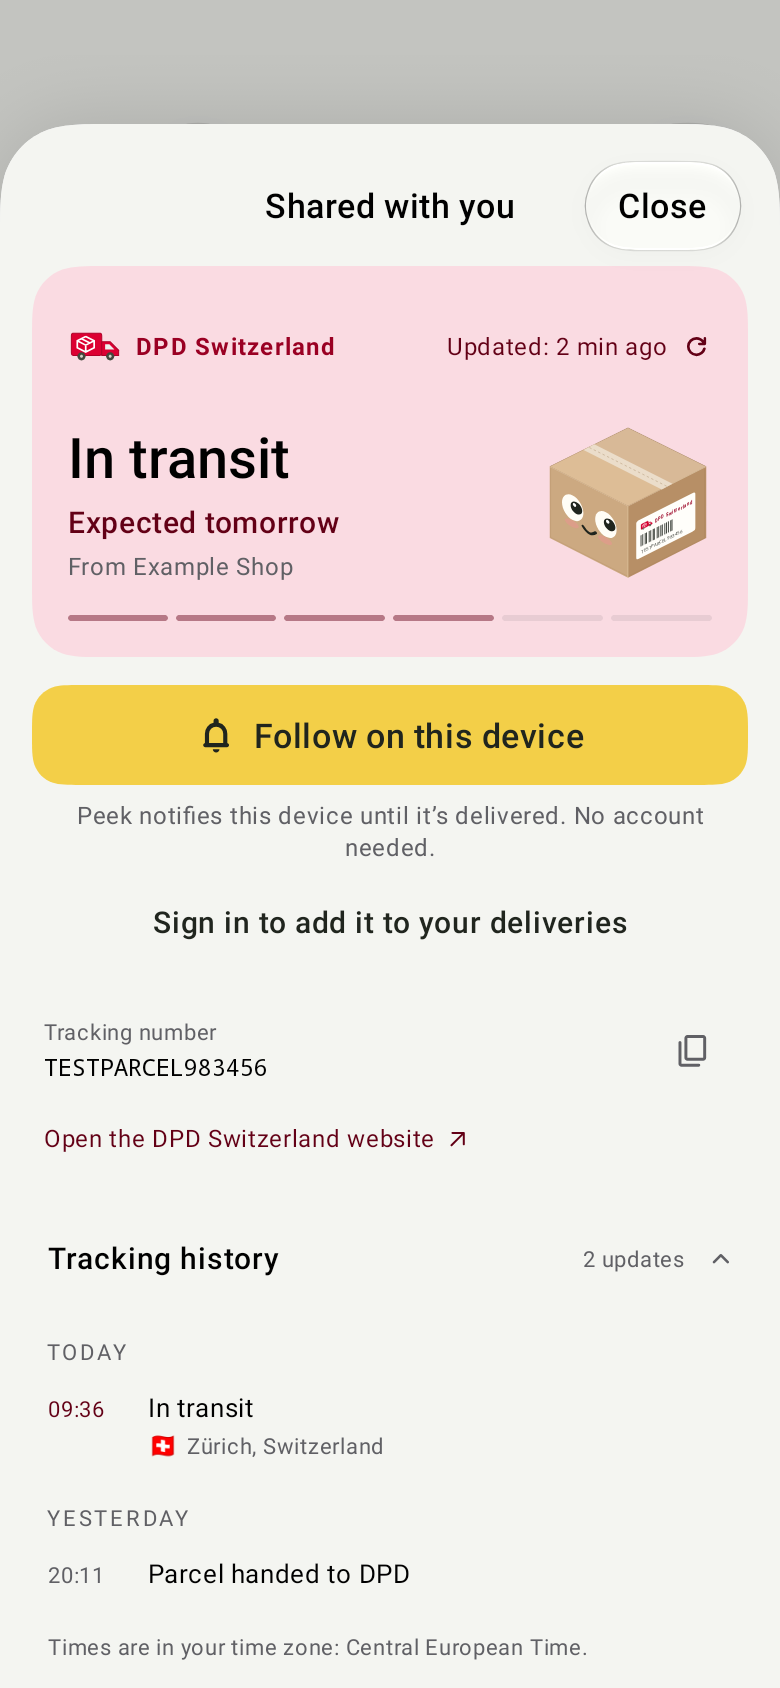 Shared with you
Close
DPD Switzerland
Updated: 2 min ago
In transit
Expected tomorrow
From Example Shop
DPD Switzerland
Follow on this device
Peek notifies this device until it’s delivered. No account
needed.
Sign in to add it to your deliveries
Tracking number
TESTPARCEL983456
Open the DPD Switzerland website
Tracking history
2 updates
TODAY
09:36
In transit
Zürich, Switzerland
YESTERDAY
20:11
Parcel handed to DPD
Times are in your time zone: Central European Time.